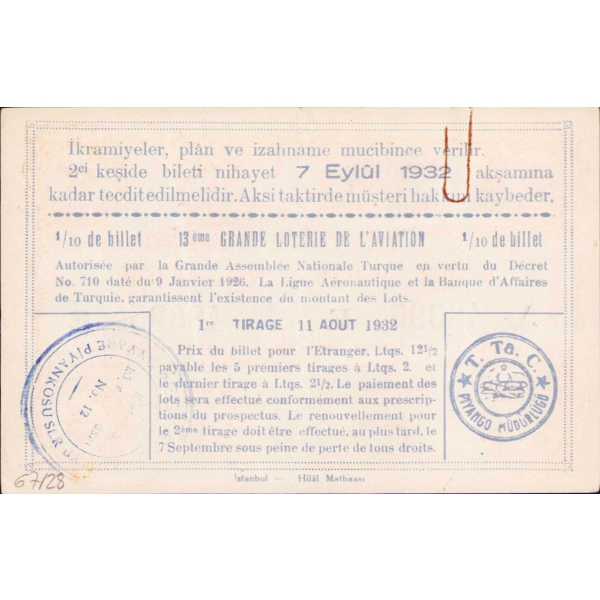 İkramiyeler, plân ve izahname mucibince verilir.
2ci keşide bileti nihayet 7 Eylûl 1932 akşamına
kadar tecdit edilmelidir. Aksi taktirde müşteri hakkını kaybeder.
1/10 de billet 13ème GRANDE LOTERIE DE L'AVIATION 1/10 de billet
Autorisée par la Grande Assemblée Nationale Turque en vertu du Décret
No. 710 daté du 9 Janvier 1926. La Ligue Aéronautique et la Banque d'Affaires
de Turquie, garantissent l'existence du montant des Lots.
1re TIRAGE 11 AOUT 1932
Prix du billet pour l'Etranger, Ltqs. 12 1/2
payable les 5 premiers tirages à Ltqs. 2. et
le dernier tirage à Ltqs. 2 1/2. Le paiement des
lots sera effectué conformément aux prescrip-
tions du prospectus. Le renouvellement pour
le 2ème tirage doit être effectué, au plus tard, le
7 Septembre sous peine de perte de tous droits.
TAYYARE PİYANKOSU SER
No. 12
T. Ta. C.
PİYANGO MÜDÜRLÜĞÜ
67/28
İstanbul — Hilâl Matbaası